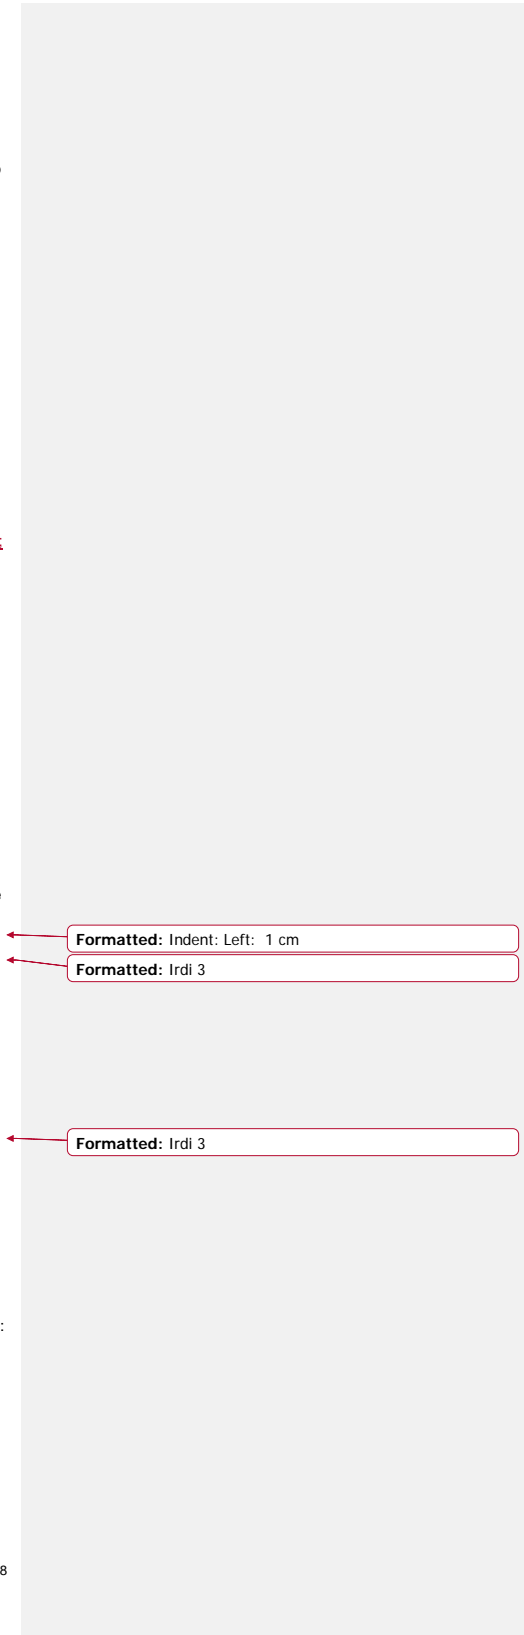 Formatted: Indent: Left: 1 cm
Formatted: Irdi 3
Formatted: Irdi 3
:
8